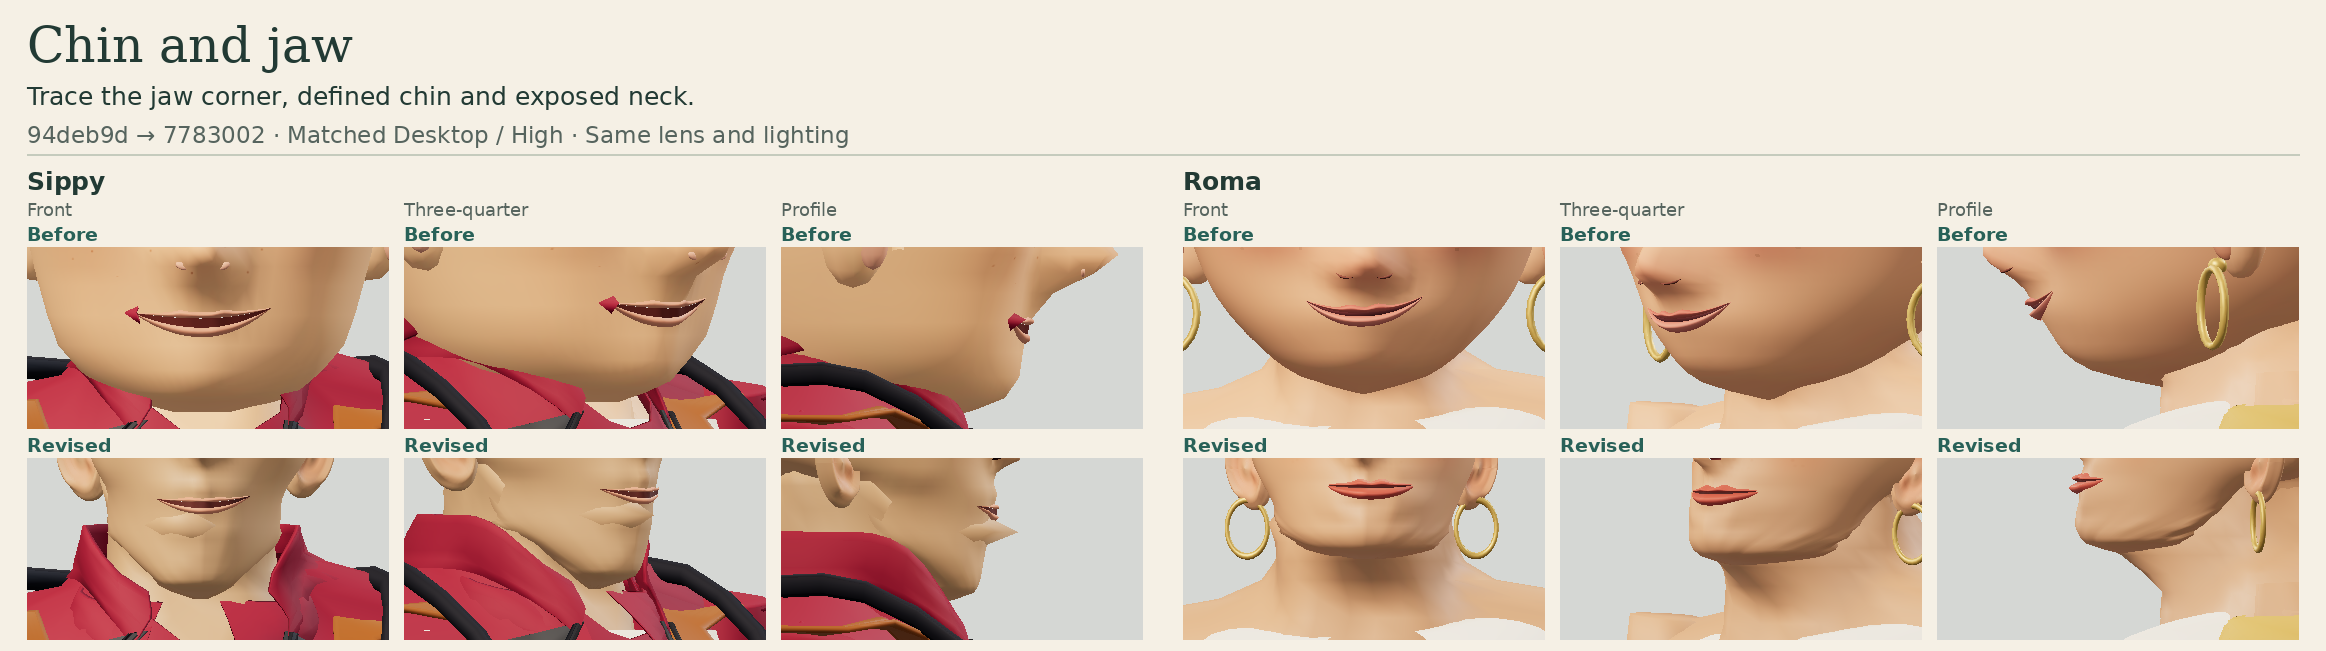 Chin and jaw
Trace the jaw corner, defined chin and exposed neck.
94deb9d → 7783002 · Matched Desktop / High · Same lens and lighting
Sippy
Front
Three-quarter
Profile
Before
Before
Before
Revised
Revised
Revised
Roma
Front
Three-quarter
Profile
Before
Before
Before
Revised
Revised
Revised